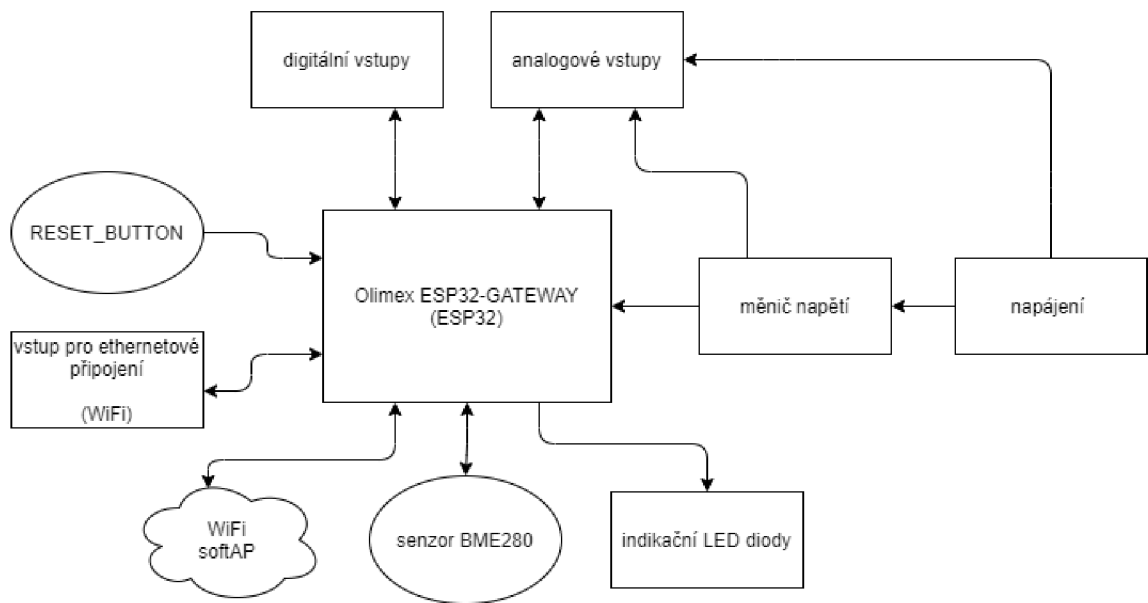 digitální vstupy
analogové vstupy
RESET_BUTTON
Olimex ESP32-GATEWAY
(ESP32)
měnič napětí
napájení
vstup pro ethernetové
připojení
(WiFi)
WiFi
softAP
senzor BME280
indikační LED diody